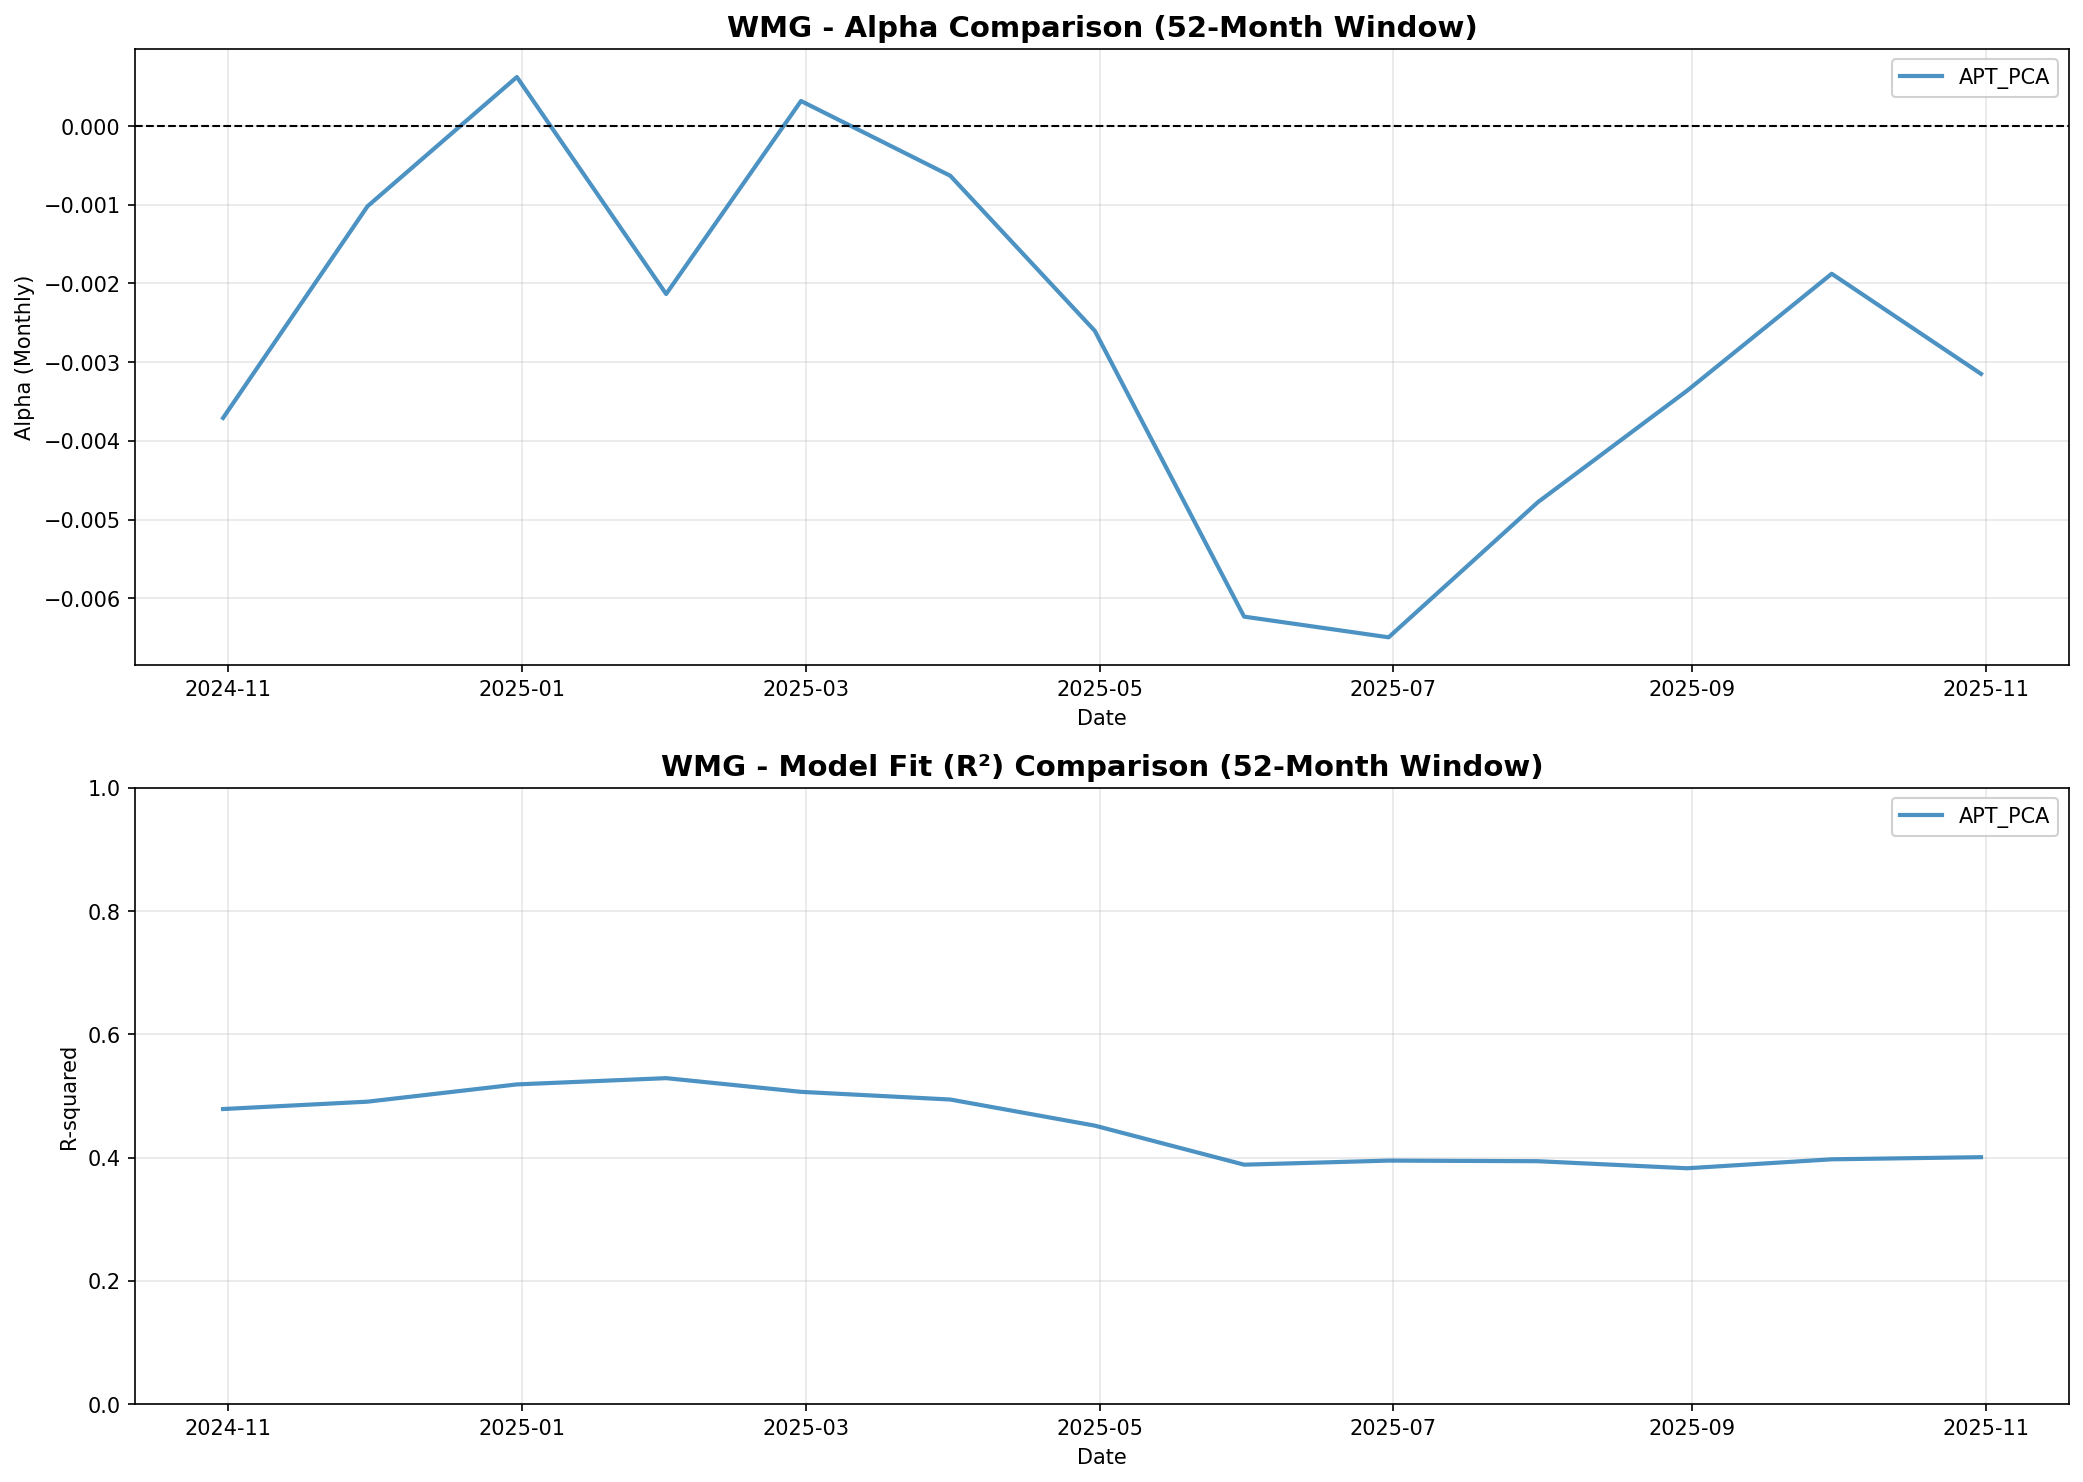 WMG - Alpha Comparison (52-Month Window)
APT_PCA
0.000
−0.001
−0.002
−0.003
−0.004
−0.005
−0.006
Alpha (Monthly)
2024-11 2025-01 2025-03 2025-05 2025-07 2025-09 2025-11
Date
WMG - Model Fit (R²) Comparison (52-Month Window)
APT_PCA
1.0
0.8
0.6
0.4
0.2
0.0
R-squared
2024-11 2025-01 2025-03 2025-05 2025-07 2025-09 2025-11
Date